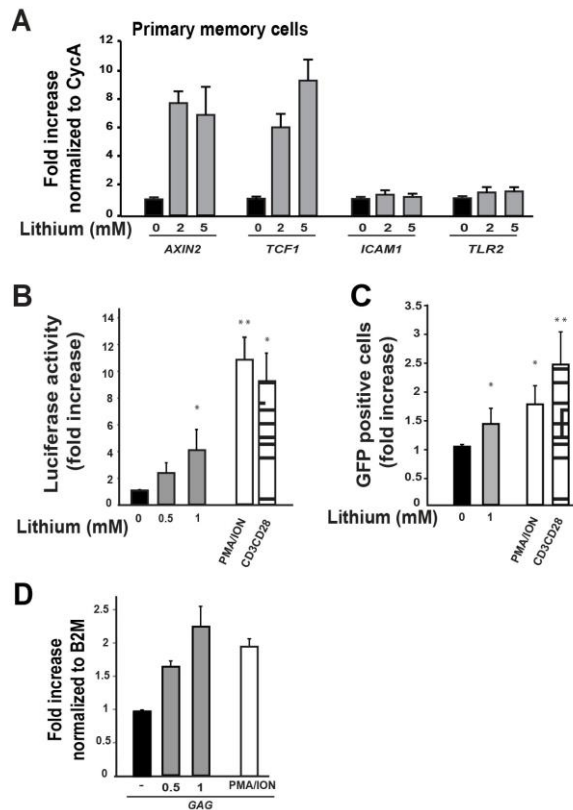 A
Primary memory cells
Fold increase
normalized to CycA
12
10
8
6
4
2
0
Lithium (mM) 0 2 5 0 2 5 0 2 5 0 2 5
AXIN2 TCF1 ICAM1 TLR2
B
Luciferase activity
(fold increase)
14
12
10
8
6
4
2
0
* ** *
Lithium (mM) 0 0.5 1 PMA/ION CD3CD28
C
GFP positive cells
(fold increase)
3
2.5
2
1.5
1
0.5
* * **
Lithium (mM) 0 1 PMA/ION CD3CD28
D
Fold increase
normalized to B2M
2.5
2
1.5
1
0.5
0
- 0.5 1 PMA/ION
GAG